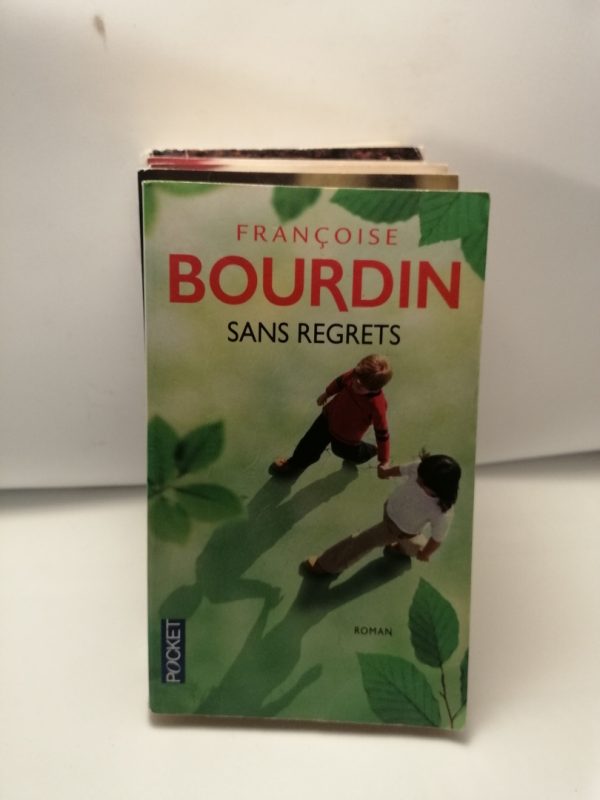 FRANÇOISE
BOURDIN
SANS REGRETS
ROMAN
POCKET